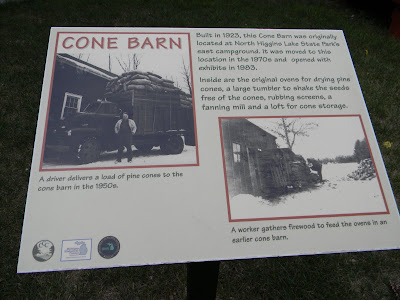 CONE BARN
Built in 1923, this Cone Barn was originally
located at North Higgins Lake State Park's
east campground. It was moved to this
location in the 1970s and opened with
exhibits in 1983.
Inside are the original ovens for drying pine
cones, a large tumbler to shake the seeds
free of the cones, rubbing screens, a
fanning mill and a loft for cone storage.
A driver delivers a load of pine cones to the
cone barn in the 1950s.
A worker gathers firewood to feed the ovens in an
earlier cone barn.